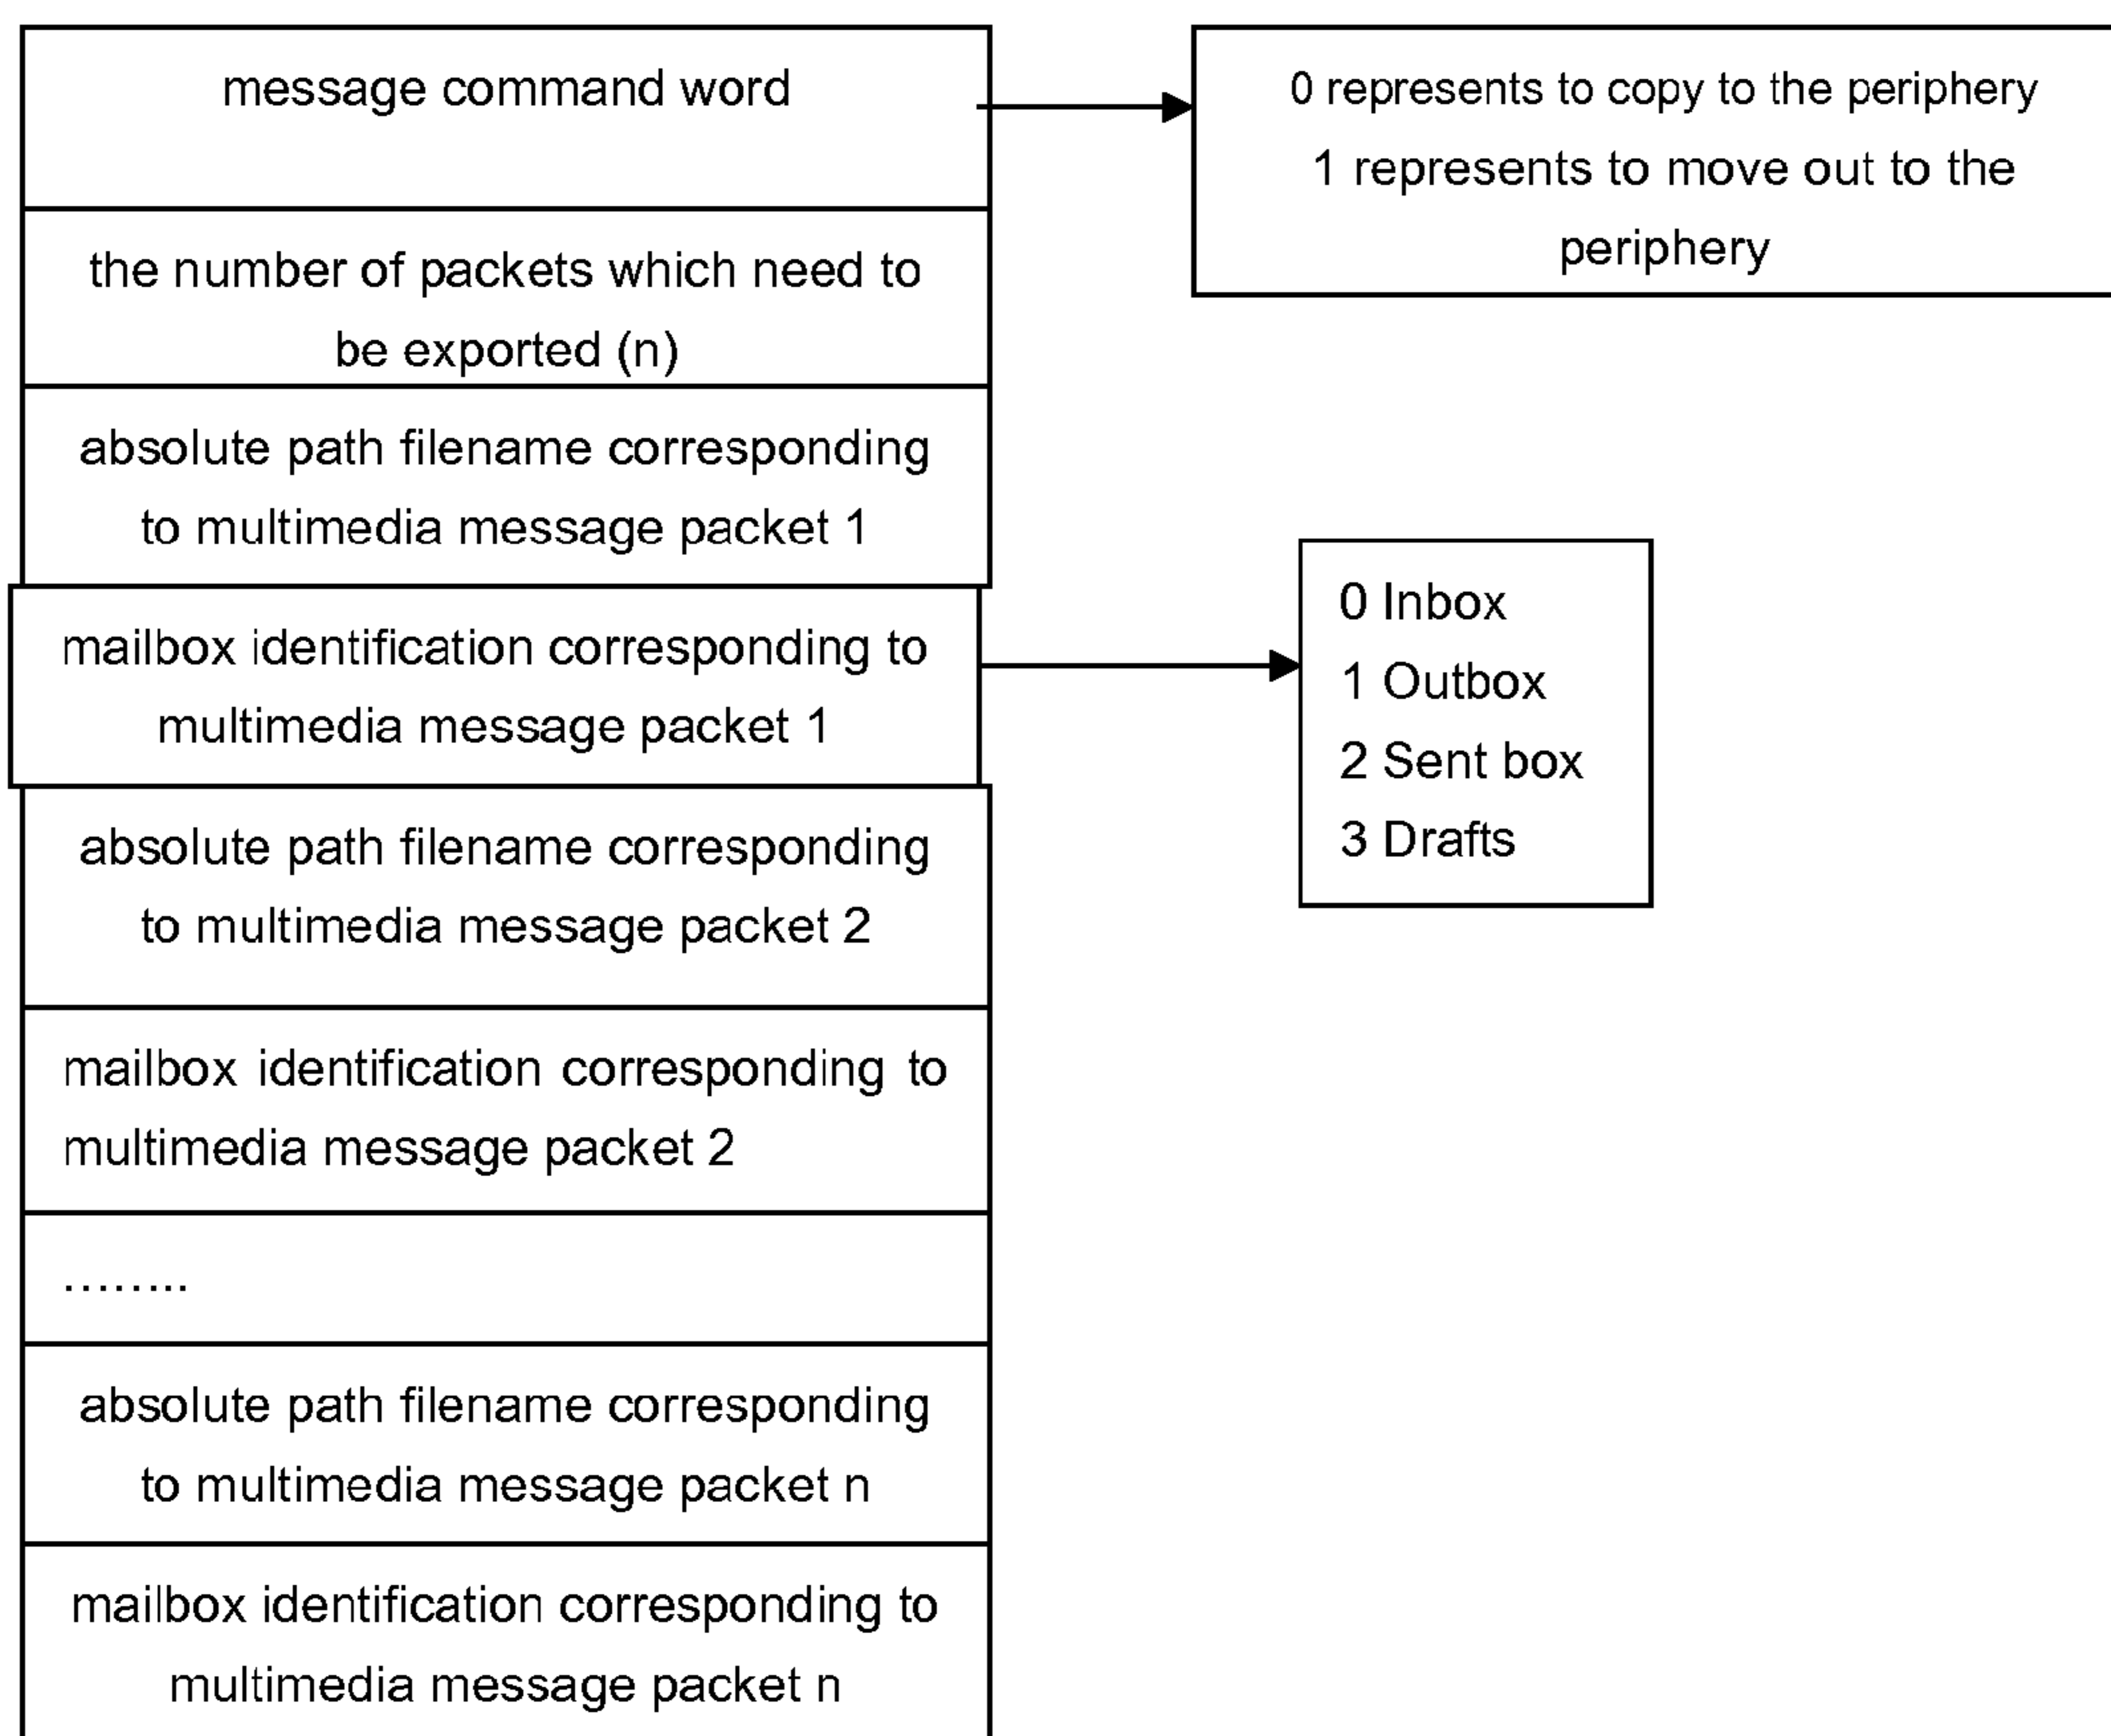 message command word
0 represents to copy to the periphery
1 represents to move out to the
periphery
the number of packets which need to
be exported (n)
absolute path filename corresponding
to multimedia message packet 1
mailbox identification corresponding to
multimedia message packet 1
0 Inbox
1 Outbox
2 Sent box
3 Drafts
absolute path filename corresponding
to multimedia message packet 2
mailbox identification corresponding to
multimedia message packet 2
........
absolute path filename corresponding
to multimedia message packet n
mailbox identification corresponding to
multimedia message packet n